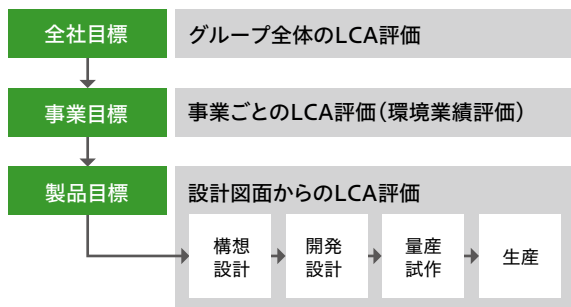 全社目標
グループ全体のLCA評価
事業目標
事業ごとのLCA評価（環境業績評価）
製品目標
設計図面からのLCA評価
構想
設計
開発
設計
量産
試作
生産